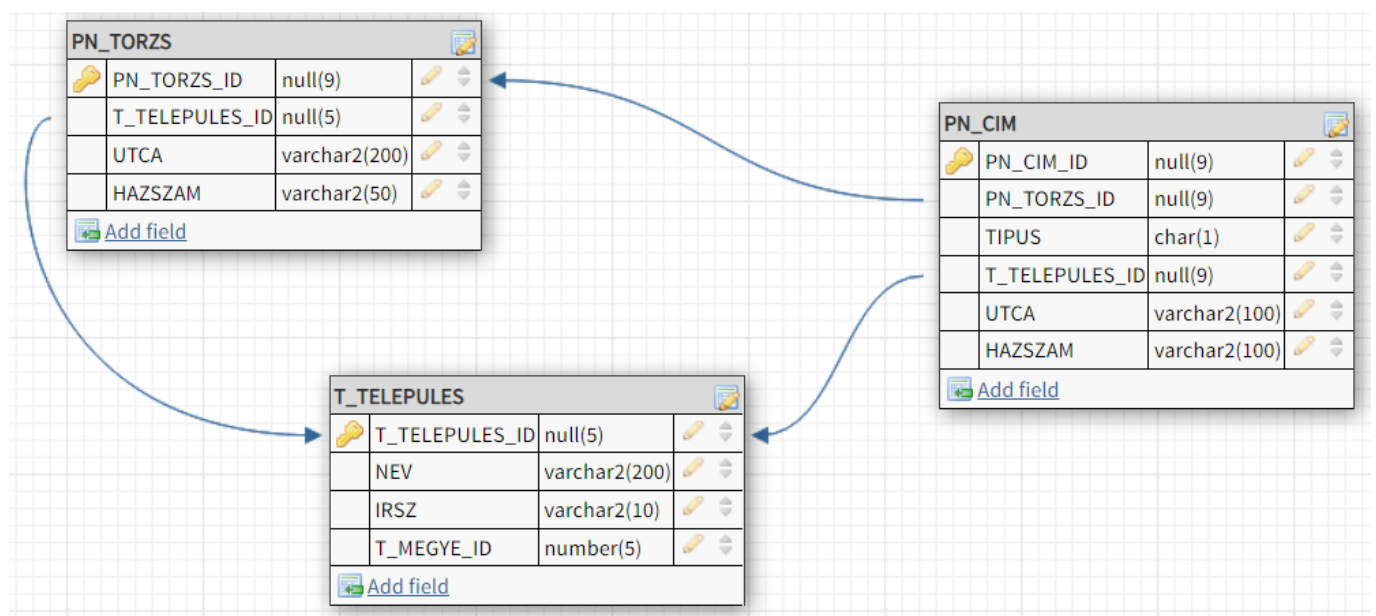 PN_TORZS
PN_TORZS_ID null(9)
T_TELEPULES_ID null(5)
UTCA varchar2(200)
HAZSZAM varchar2(50)
Add field
PN_CIM
PN_CIM_ID null(9)
PN_TORZS_ID null(9)
TIPUS char(1)
T_TELEPULES_ID null(9)
UTCA varchar2(100)
HAZSZAM varchar2(100)
Add field
T_TELEPULES
T_TELEPULES_ID null(5)
NEV varchar2(200)
IRSZ varchar2(10)
T_MEGYE_ID number(5)
Add field